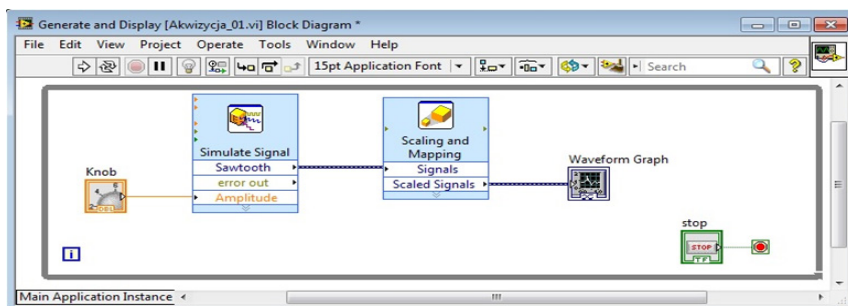 Generate and Display [Akwizycja_01.vi] Block Diagram *
File Edit View Project Operate Tools Window Help
15pt Application Font Search
Simulate Signal
Sawtooth
error out
Amplitude
Scaling and
Mapping
Signals
Scaled Signals
Waveform Graph
Knob
DBL
stop
STOP
TF
i
Main Application Instance